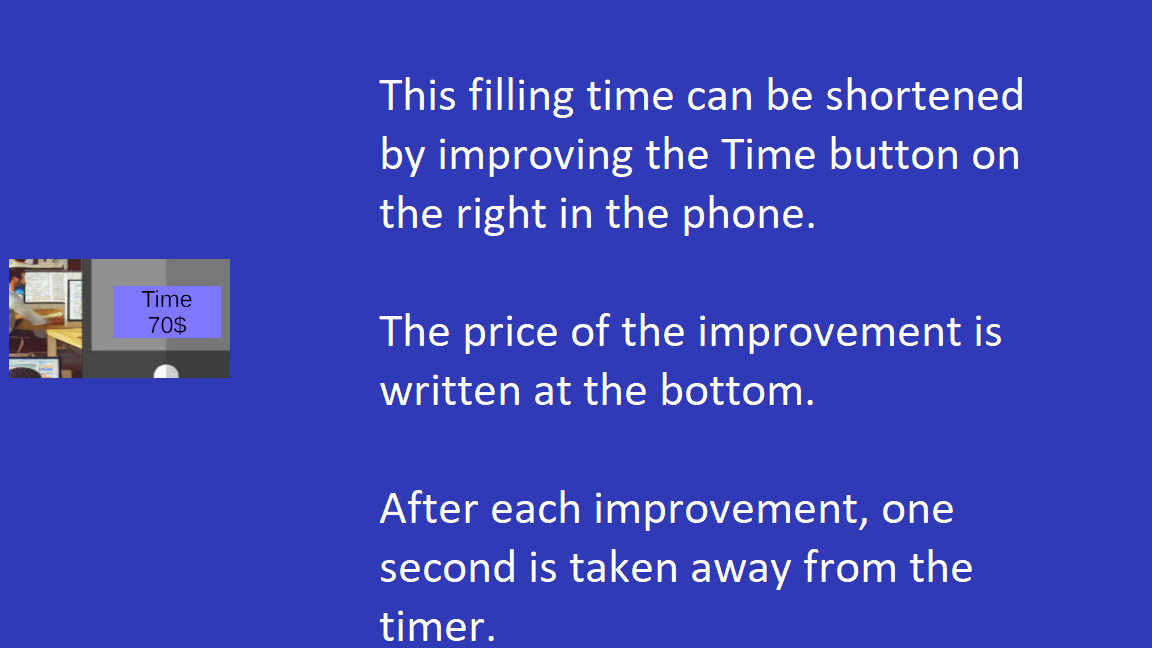 This filling time can be shortened
by improving the Time button on
the right in the phone.
Time
70$
The price of the improvement is
written at the bottom.
After each improvement, one
second is taken away from the
timer.